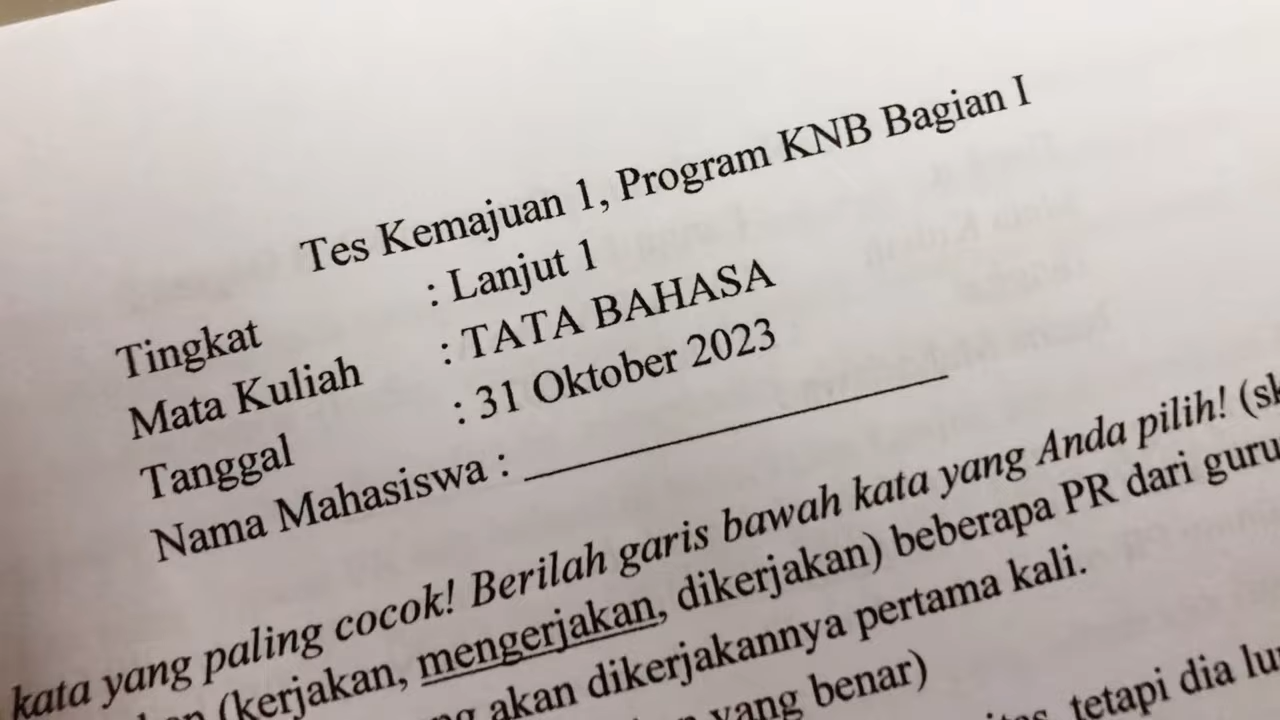 Tes Kemajuan 1, Program KNB Bagian I
Tingkat : Lanjut 1
Mata Kuliah : TATA BAHASA
Tanggal : 31 Oktober 2023
Nama Mahasiswa : ____________________
kata yang paling cocok! Berilah garis bawah kata yang Anda pilih!
(kerjakan, mengerjakan, dikerjakan) beberapa PR dari guru
akan dikerjakannya pertama kali.
yang benar)
tetapi dia